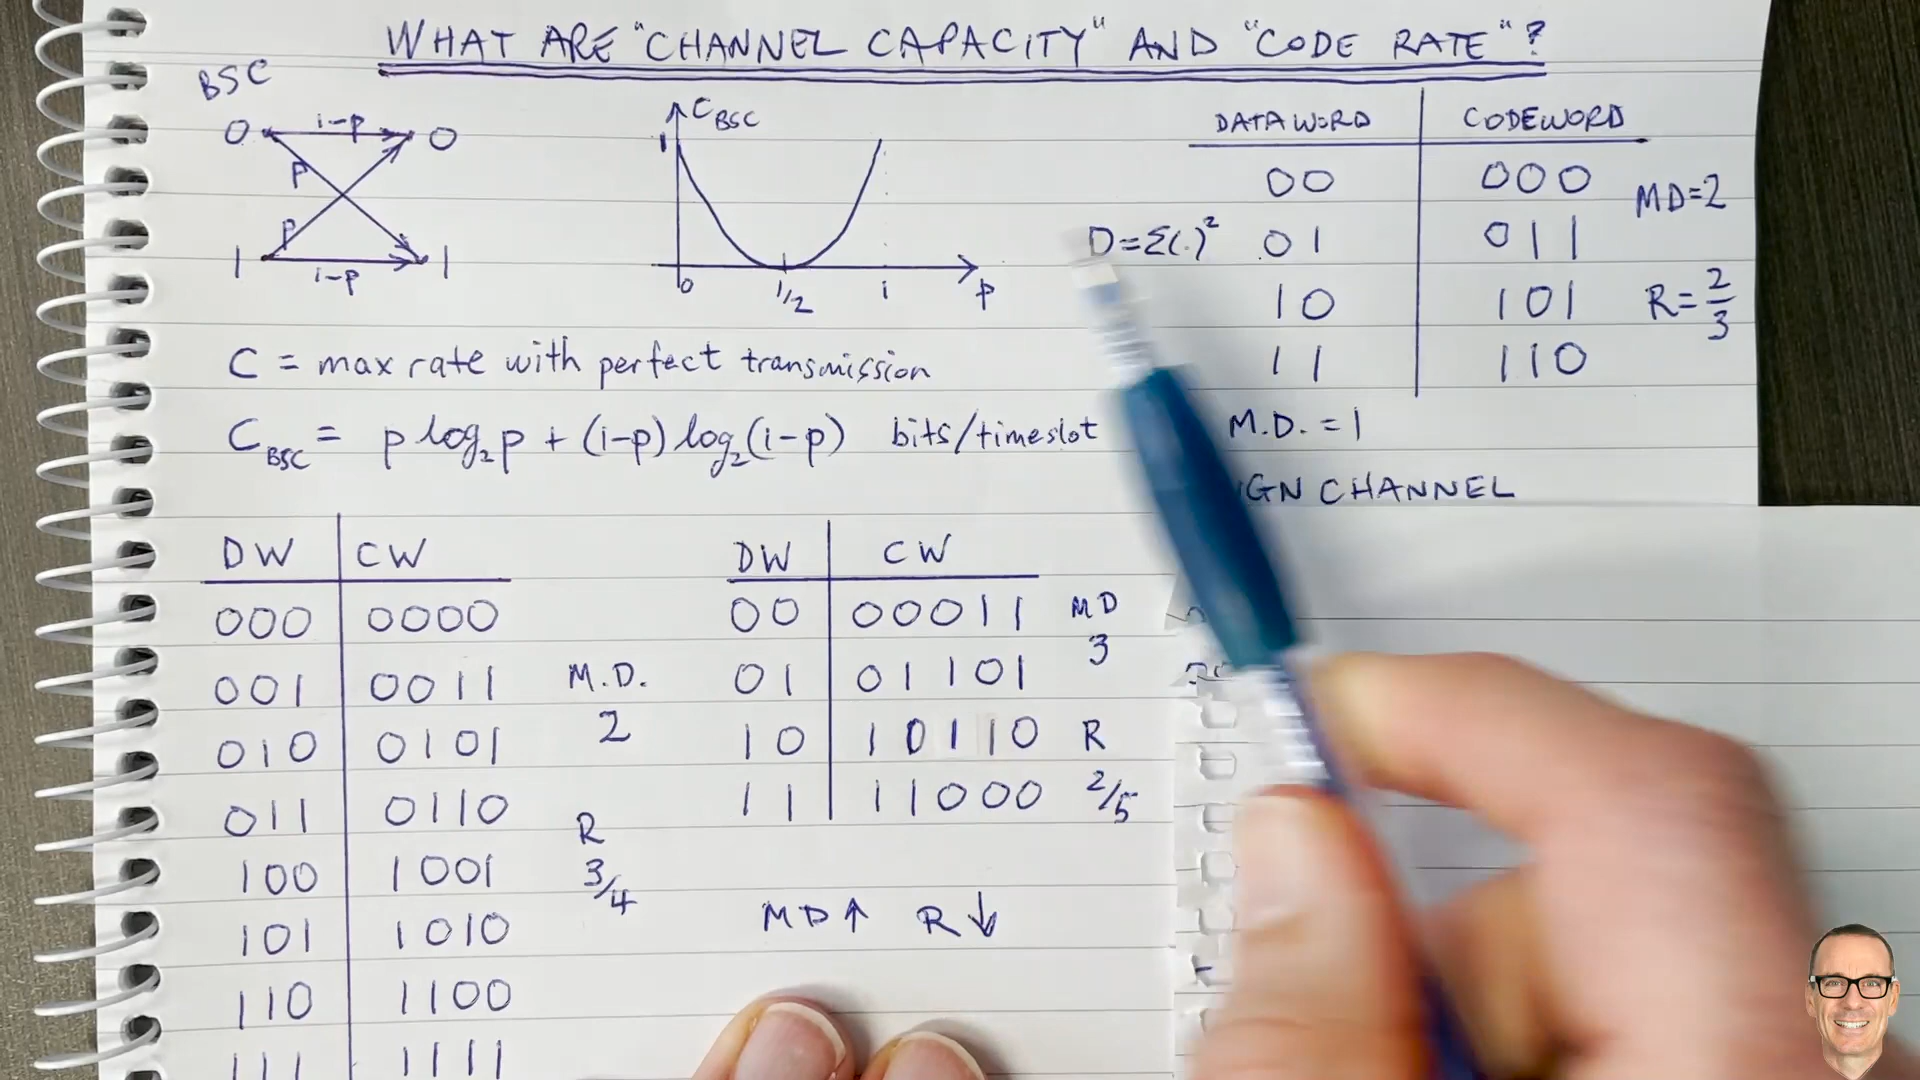 WHAT ARE "CHANNEL CAPACITY" AND "CODE RATE"?
BSC
0 1-p 0
p
p
1 1-p 1
C BSC
1
0 1/2 1 p
DATAWORD CODEWORD
00 000
01 011
10 101
11 110
MD=2
R = 2/3
D=Σ(.)²
M.D. = 1
GN CHANNEL
C = max rate with perfect transmission
C BSC = p log₂ p + (1-p) log₂ (1-p) bits/timeslot
DW CW
000 0000
001 0011
010 0101
011 0110
100 1001
101 1010
110 1100
111 1111
M.D.
2
R
3/4
DW CW
00 00011
01 01101
10 10110
11 11000
MD
3
R
2/5
MD↑ R↓